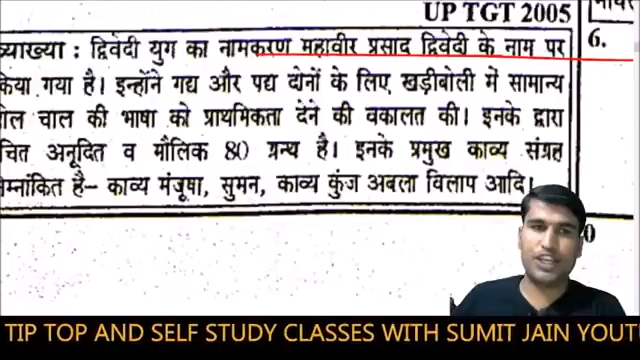 UP TGT 2005
6.
व्याख्या : द्विवेदी युग का नामकरण महावीर प्रसाद द्विवेदी के नाम पर
किया गया है। इन्होंने गद्य और पद्य दोनों के लिए खड़ीबोली में सामान्य
बोल चाल की भाषा को प्राथमिकता देने की वकालत की। इनके द्वारा
अनूदित व मौलिक 80 ग्रन्थ है। इनके प्रमुख काव्य संग्रह
है– काव्य मंजूषा, सुमन, काव्य कुंज अबला विलाप आदि।
TIP TOP AND SELF STUDY CLASSES WITH SUMIT JAIN YOUT